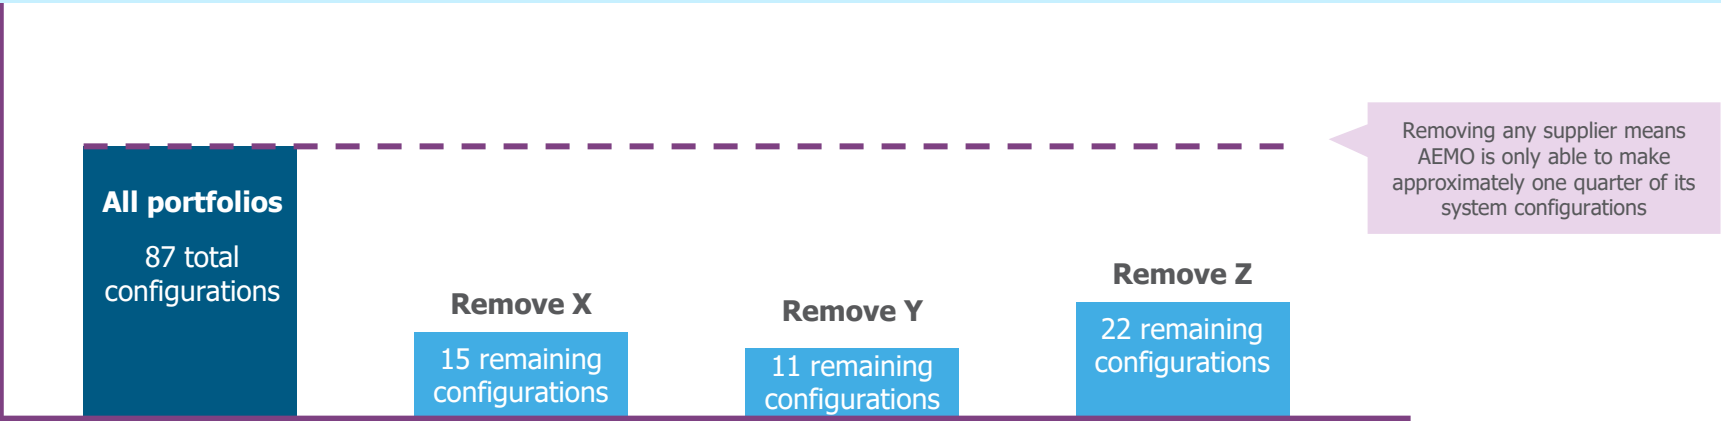 All portfolios
87 total
configurations
Remove X
15 remaining
configurations
Remove Y
11 remaining
configurations
Remove Z
22 remaining
configurations
Removing any supplier means
AEMO is only able to make
approximately one quarter of its
system configurations